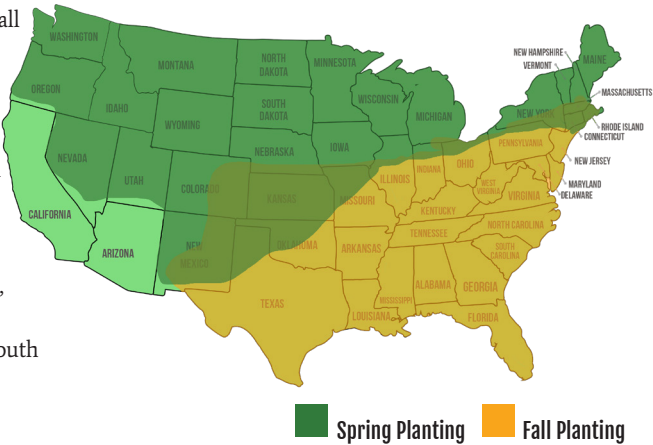 all
WASHINGTON
MONTANA
NORTH
DAKOTA
MINNESOTA
NEW HAMPSHIRE
VERMONT
MAINE
OREGON
IDAHO
WYOMING
SOUTH
DAKOTA
WISCONSIN
MICHIGAN
NEW YORK
MASSACHUSETTS
RHODE ISLAND
CONNECTICUT
NEVADA
UTAH
COLORADO
NEBRASKA
IOWA
ILLINOIS
INDIANA
OHIO
PENNSYLVANIA
NEW JERSEY
MARYLAND
DELAWARE
CALIFORNIA
ARIZONA
NEW
MEXICO
KANSAS
MISSOURI
WEST
VIRGINIA
VIRGINIA
KENTUCKY
OKLAHOMA
ARKANSAS
TENNESSEE
NORTH CAROLINA
SOUTH
CAROLINA
TEXAS
LOUISIANA
MISSISSIPPI
ALABAMA
GEORGIA
FLORIDA
,
outh
Spring Planting
Fall Planting